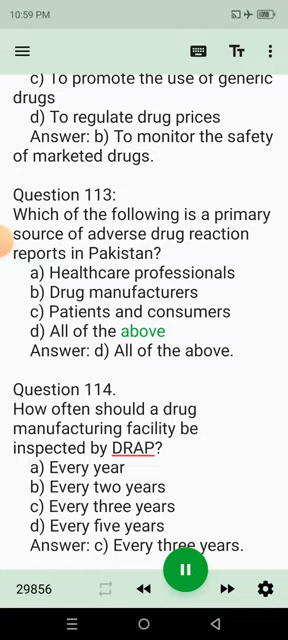 10:59 PM
c) To promote the use of generic
drugs
d) To regulate drug prices
Answer: b) To monitor the safety
of marketed drugs.
Question 113:
Which of the following is a primary
source of adverse drug reaction
reports in Pakistan?
a) Healthcare professionals
b) Drug manufacturers
c) Patients and consumers
d) All of the above
Answer: d) All of the above.
Question 114.
How often should a drug
manufacturing facility be
inspected by DRAP?
a) Every year
b) Every two years
c) Every three years
d) Every five years
Answer: c) Every three years.
29856